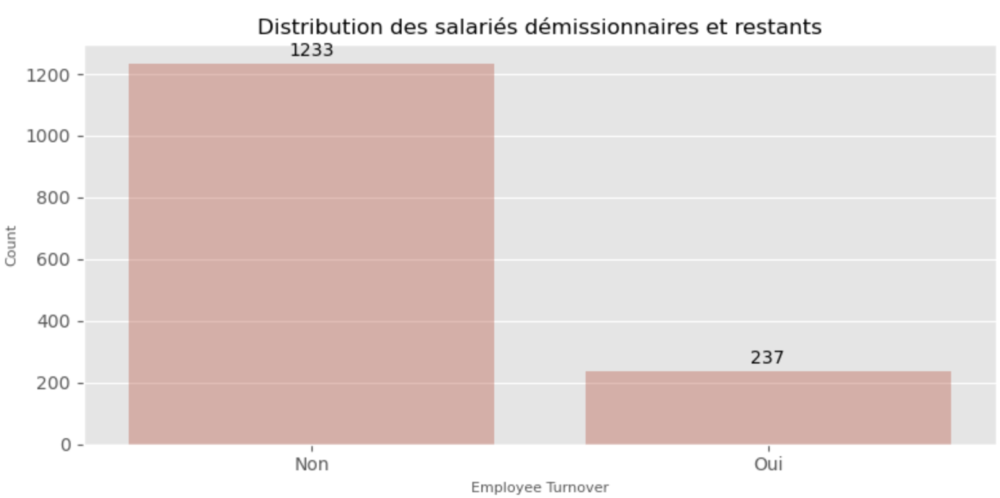 Distribution des salariés démissionnaires et restants
1233
1200
1000
800
Count
600
400
237
200
0
Non
Oui
Employee Turnover